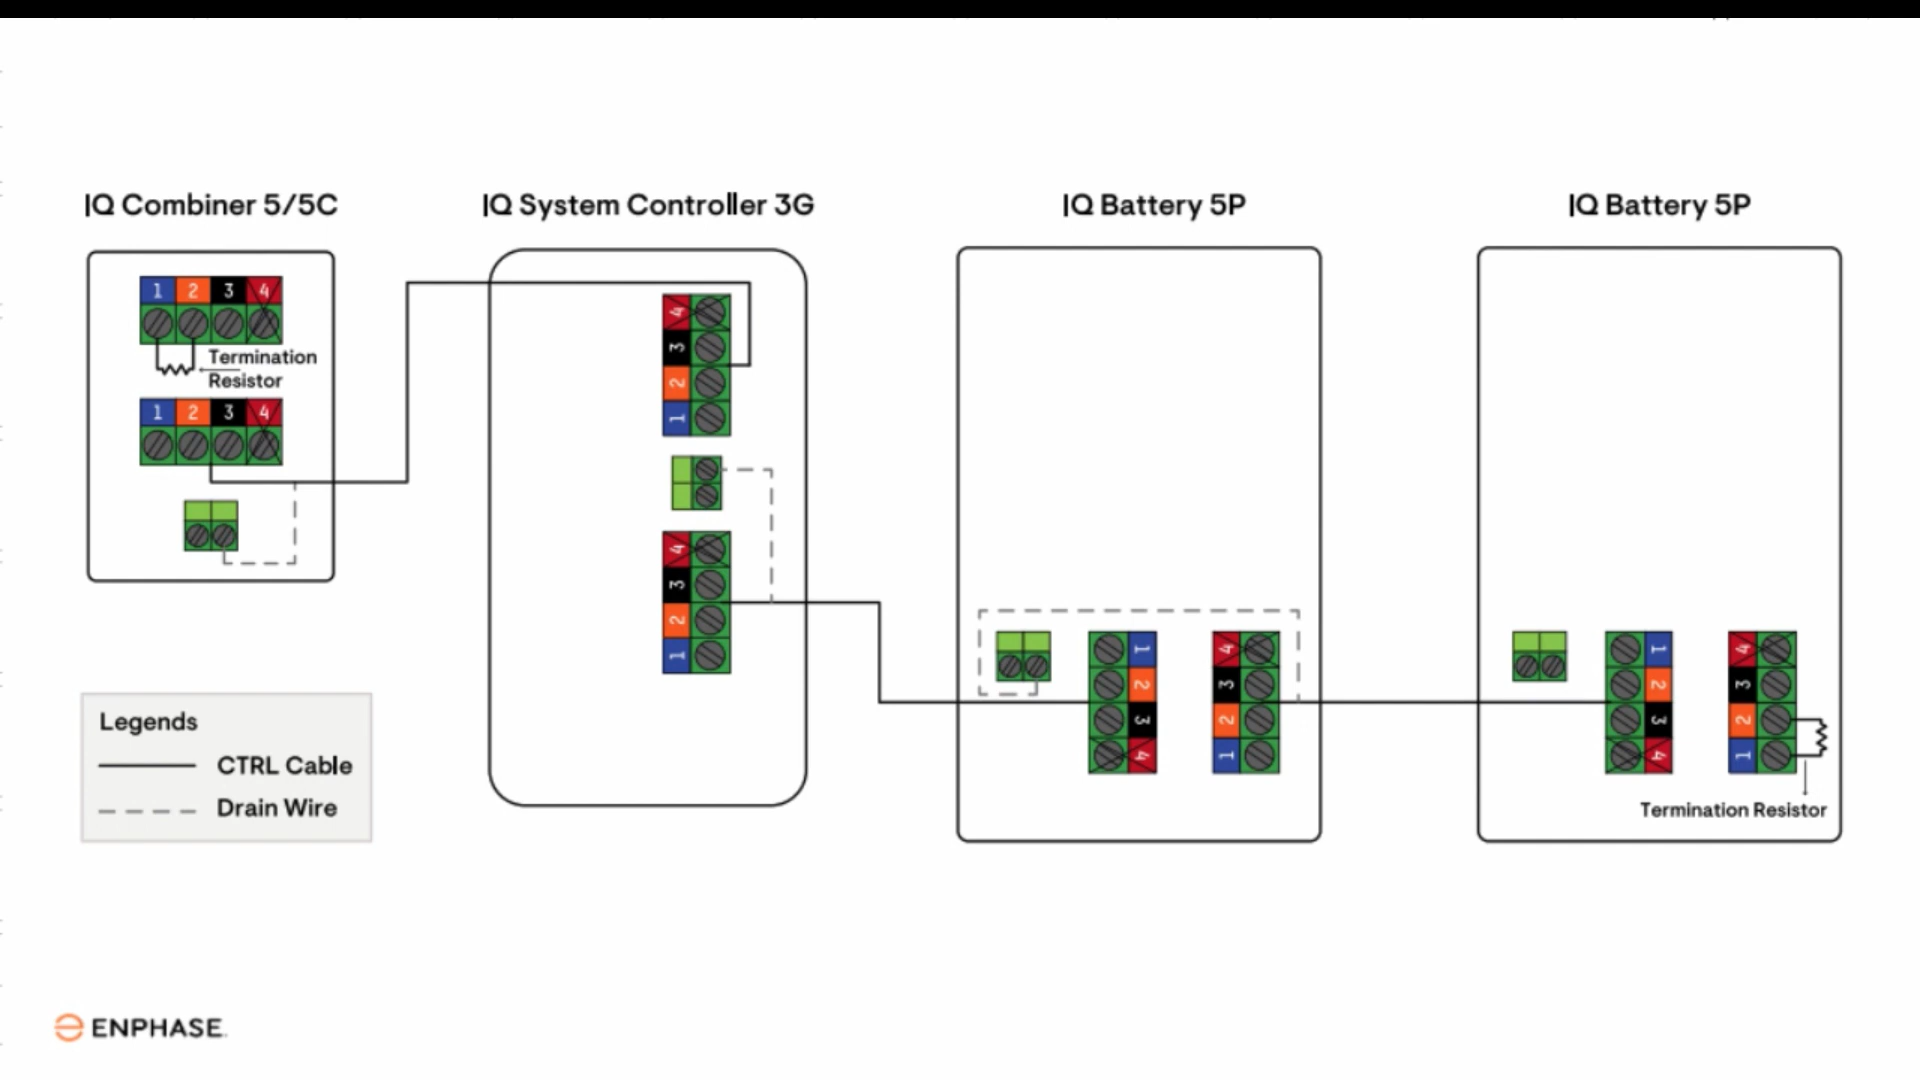 IQ Combiner 5/5C
IQ System Controller 3G
IQ Battery 5P
IQ Battery 5P
1 2 3 4
Termination
Resistor
1 2 3 4
4
3
2
1
4
3
2
1
1
2
3
4
4
3
2
1
1
2
3
4
4
3
2
1
Termination Resistor
Legends
CTRL Cable
Drain Wire
ENPHASE.